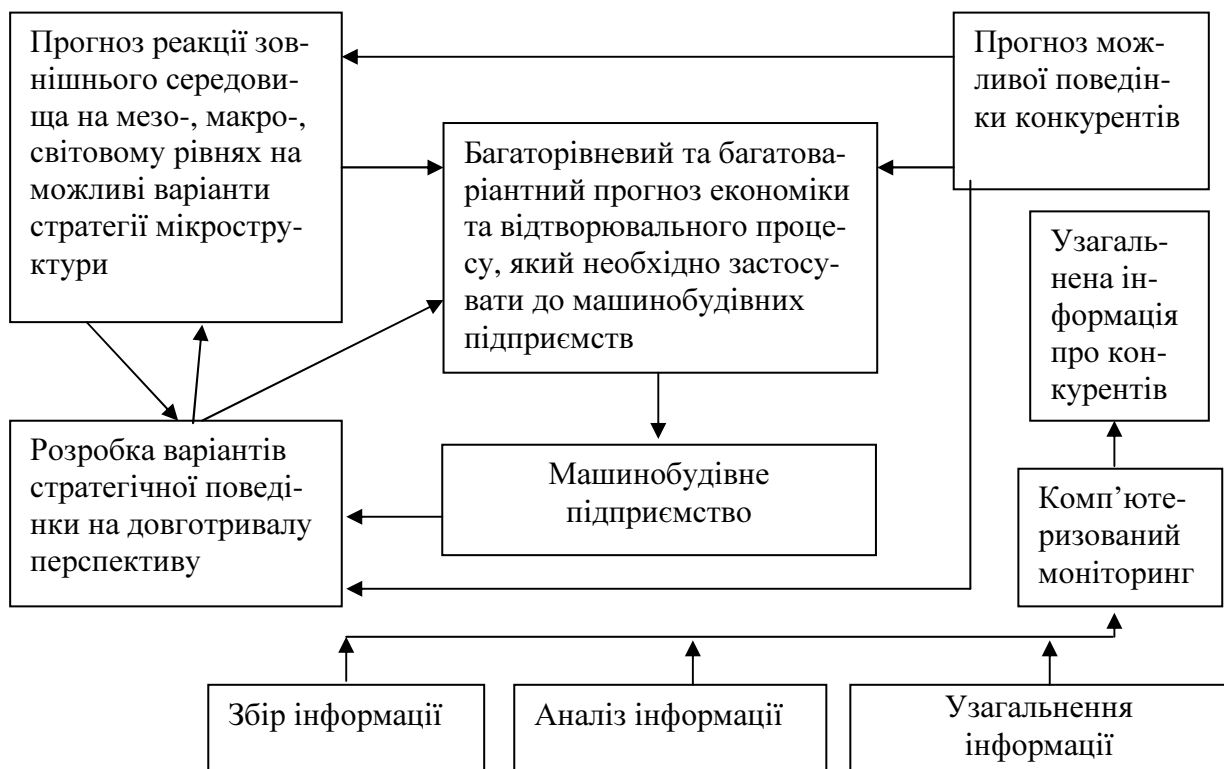 Прогноз реакції зов-
нішнього середови-
ща на мезо-, макро-,
світовому рівнях на
можливі варіанти
стратегії мікростру-
ктури
Прогноз мож-
ливої поведін-
ки конкурентів
Багаторівневий та багатова-
ріантний прогноз економіки
та відтворювального проце-
су, який необхідно застосу-
вати до машинобудівних
підприємств
Узагаль-
нена ін-
формація
про кон-
курентів
Розробка варіантів
стратегічної поведі-
нки на довготривалу
перспективу
Машинобудівне
підприємство
Комп’юте-
ризований
моніторинг
Збір інформації
Аналіз інформації
Узагальнення
інформації